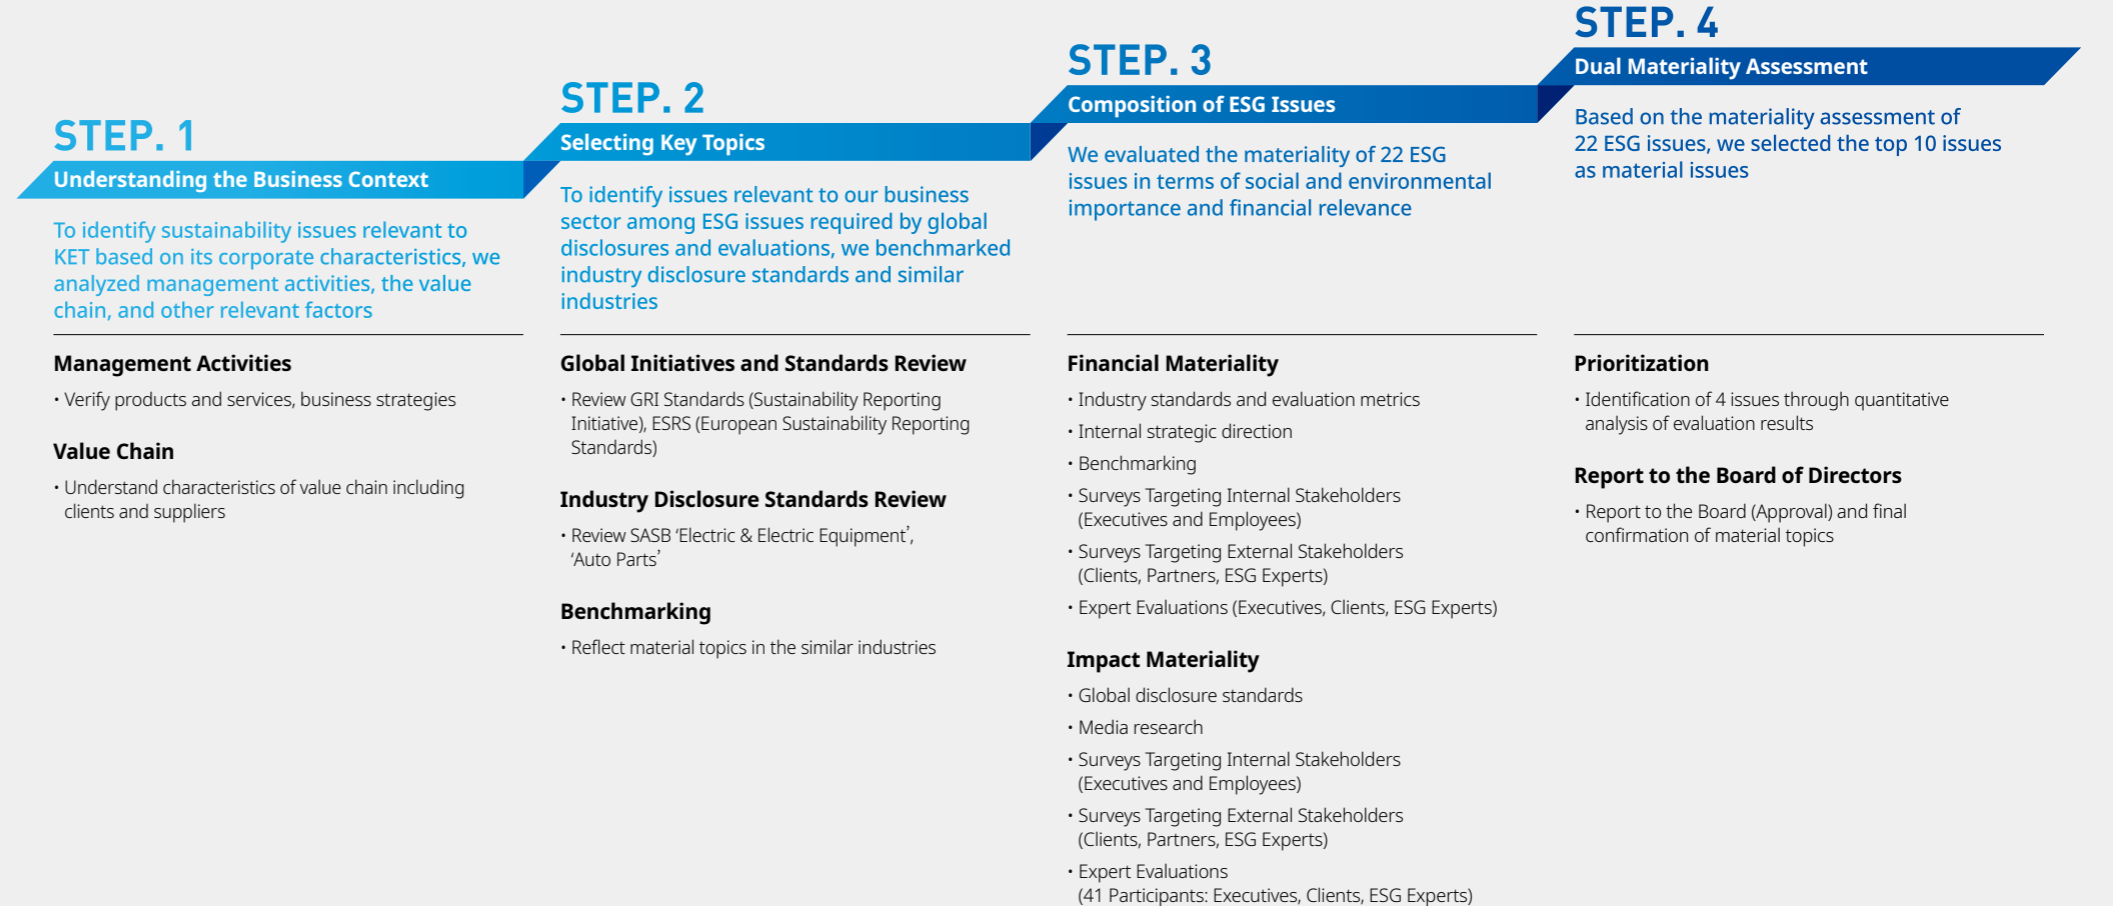 STEP. 1
Understanding the Business Context
To identify sustainability issues relevant to
KET based on its corporate characteristics, we
analyzed management activities, the value
chain, and other relevant factors
Management Activities
· Verify products and services, business strategies
Value Chain
· Understand characteristics of value chain including
clients and suppliers
STEP. 2
Selecting Key Topics
To identify issues relevant to our business
sector among ESG issues required by global
disclosures and evaluations, we benchmarked
industry disclosure standards and similar
industries
Global Initiatives and Standards Review
· Review GRI Standards (Sustainability Reporting
Initiative), ESRS (European Sustainability Reporting
Standards)
Industry Disclosure Standards Review
· Review SASB ‘Electric & Electric Equipment’,
‘Auto Parts’
Benchmarking
· Reflect material topics in the similar industries
STEP. 3
Composition of ESG Issues
We evaluated the materiality of 22 ESG
issues in terms of social and environmental
importance and financial relevance
Financial Materiality
· Industry standards and evaluation metrics
· Internal strategic direction
· Benchmarking
· Surveys Targeting Internal Stakeholders
(Executives and Employees)
· Surveys Targeting External Stakeholders
(Clients, Partners, ESG Experts)
· Expert Evaluations (Executives, Clients, ESG Experts)
Impact Materiality
· Global disclosure standards
· Media research
· Surveys Targeting Internal Stakeholders
(Executives and Employees)
· Surveys Targeting External Stakeholders
(Clients, Partners, ESG Experts)
· Expert Evaluations
(41 Participants: Executives, Clients, ESG Experts)
STEP. 4
Dual Materiality Assessment
Based on the materiality assessment of
22 ESG issues, we selected the top 10 issues
as material issues
Prioritization
· Identification of 4 issues through quantitative
analysis of evaluation results
Report to the Board of Directors
· Report to the Board (Approval) and final
confirmation of material topics